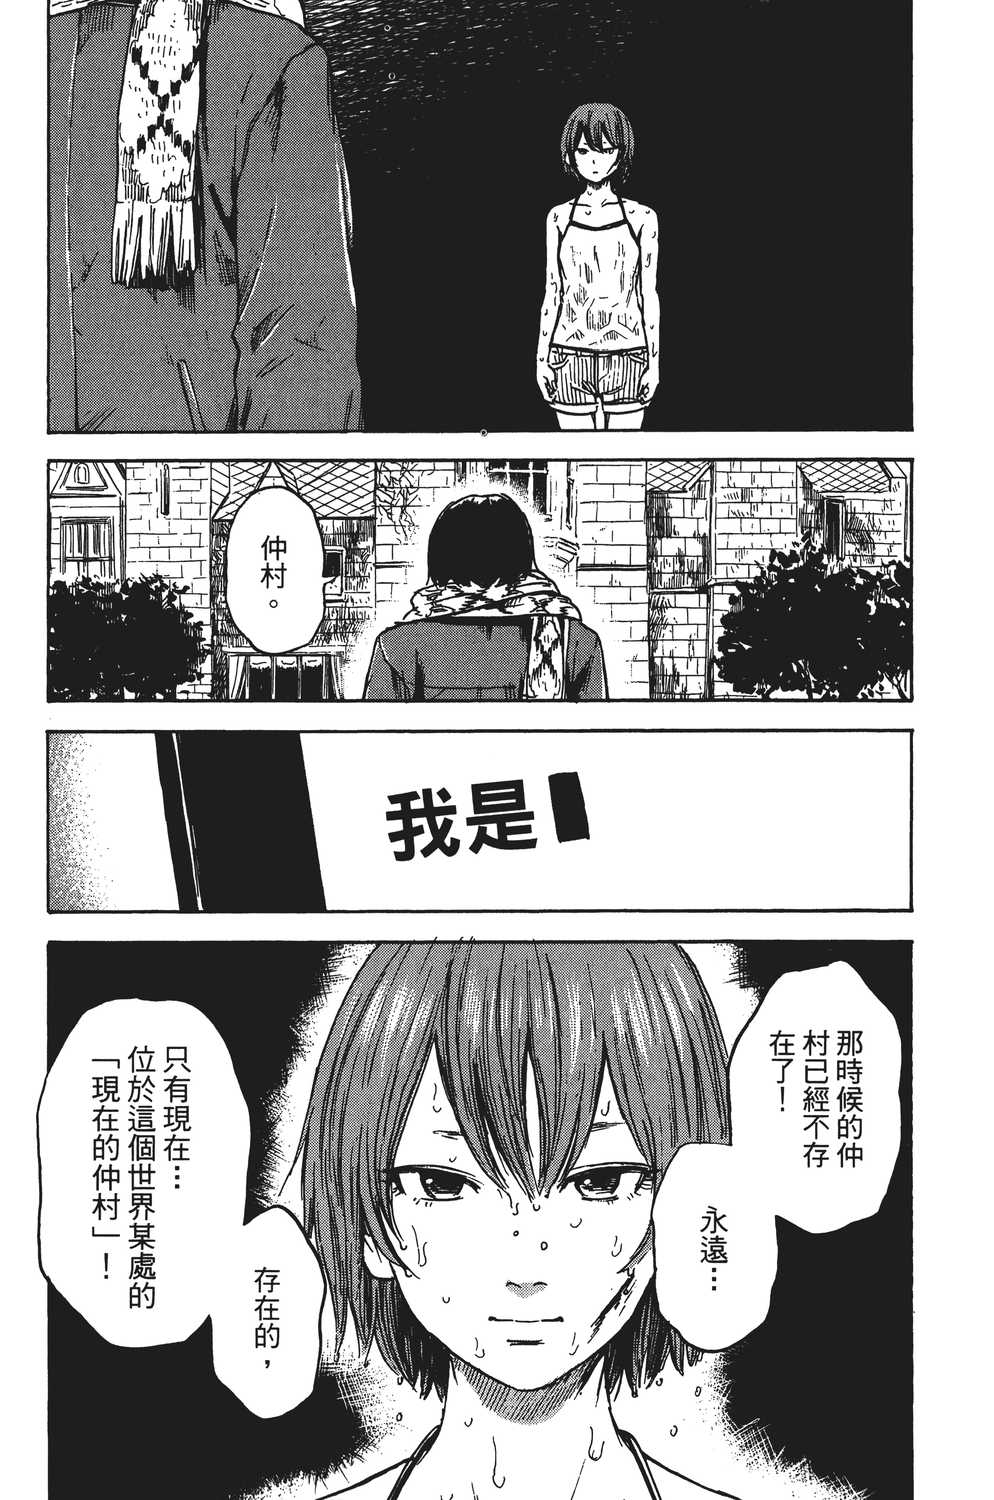 仲村。
我是
那時候的仲
村已經不存
在了！
永遠…
存在的，
只有現在…
位於這個世界某處的
「現在的仲村」！